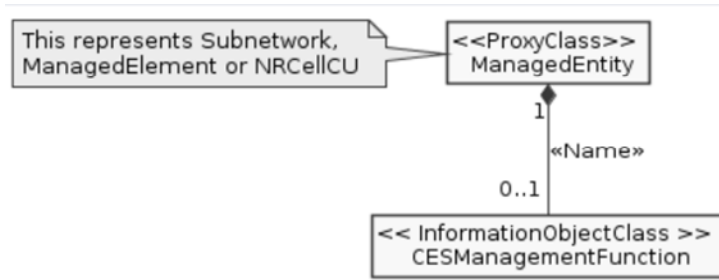 This represents Subnetwork,
ManagedElement or NRCellCU
<<ProxyClass>>
ManagedEntity
1
«Name»
0..1
<< InformationObjectClass >>
CESManagementFunction